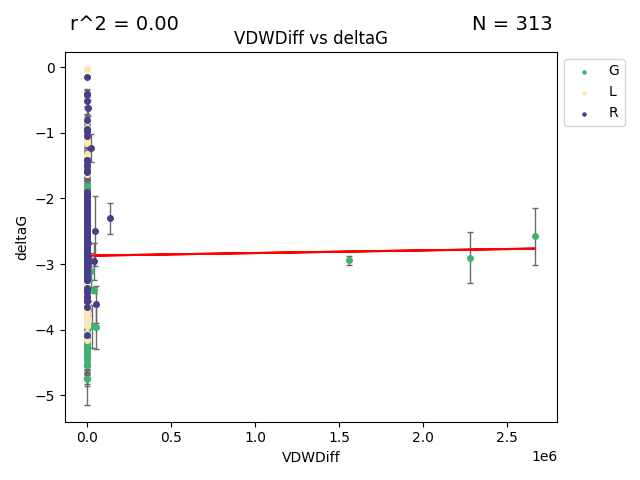 r^2 = 0.00
N = 313
VDWDiff vs deltaG
G
L
R
deltaG
0
−1
−2
−3
−4
−5
0.0
0.5
1.0
1.5
2.0
2.5
1e6
VDWDiff